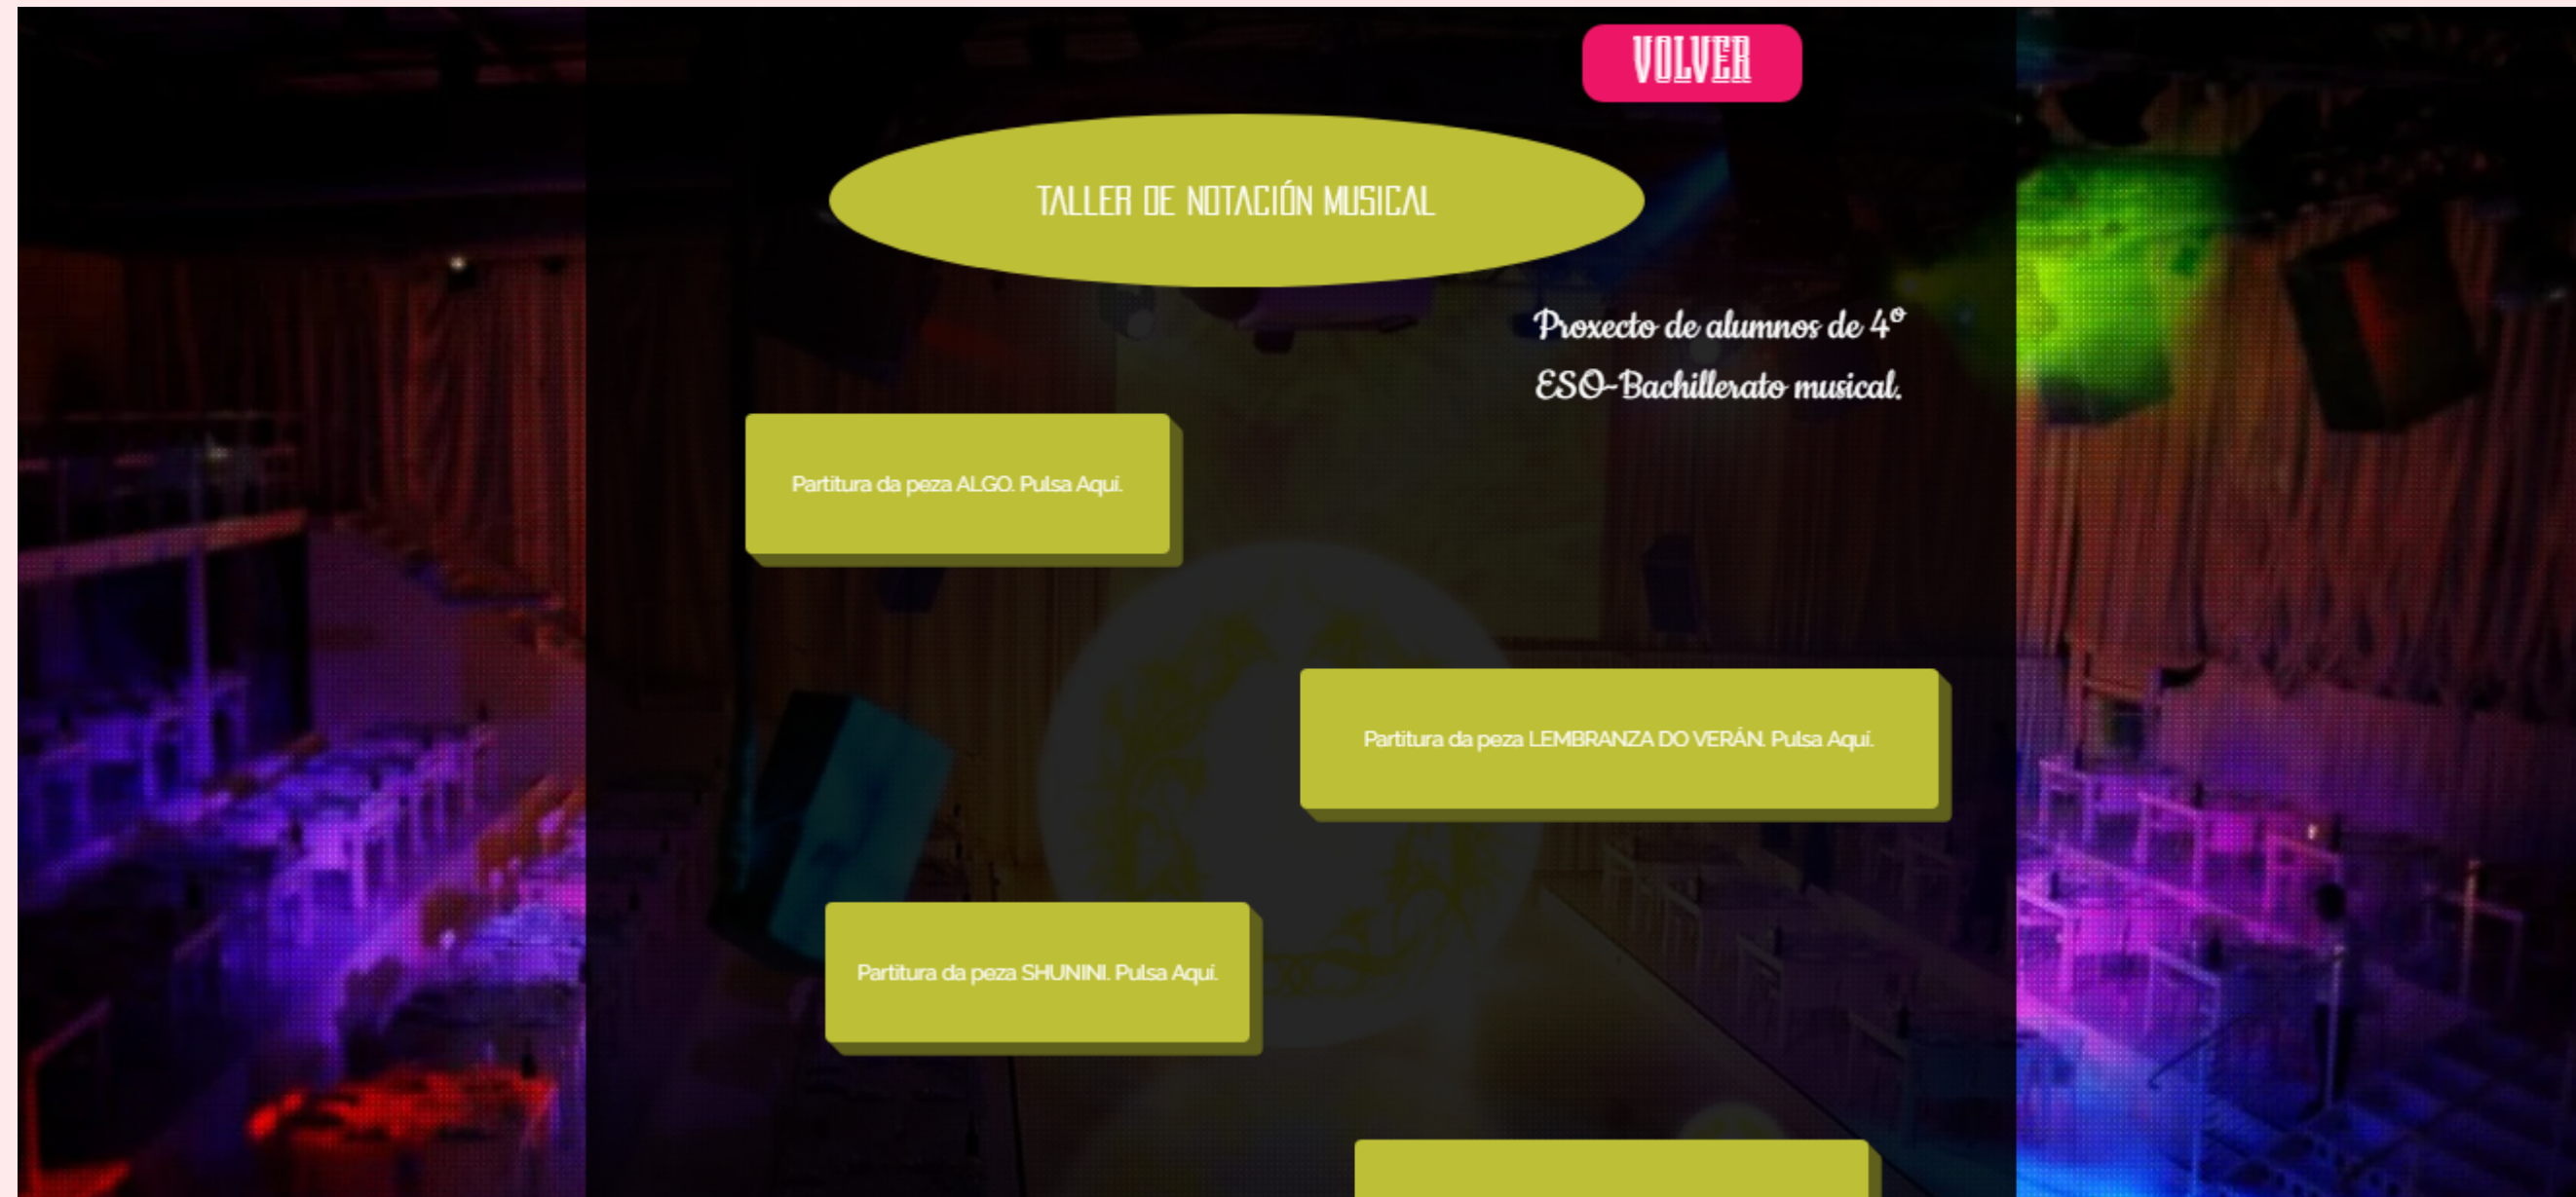 VOLVER
TALLER DE NOTACIÓN MUSICAL
Proxecto de alumnos de 4º
ESO-Bachillerato musical.
Partitura da peza ALGO. Pulsa Aquí.
Partitura da peza LEMBRANZA DO VERÁN. Pulsa Aquí.
Partitura da peza SHUNINI. Pulsa Aquí.